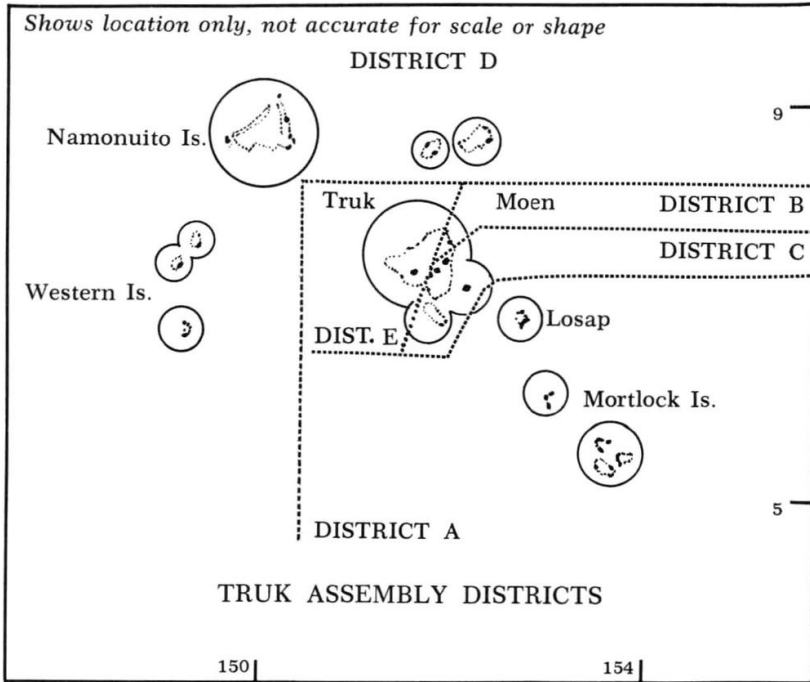 Shows location only, not accurate for scale or shape
DISTRICT D
9
Namonuito Is.
Truk
Moen
DISTRICT B
DISTRICT C
Western Is.
DIST. E
Losap
Mortlock Is.
5
DISTRICT A
TRUK ASSEMBLY DISTRICTS
150
154